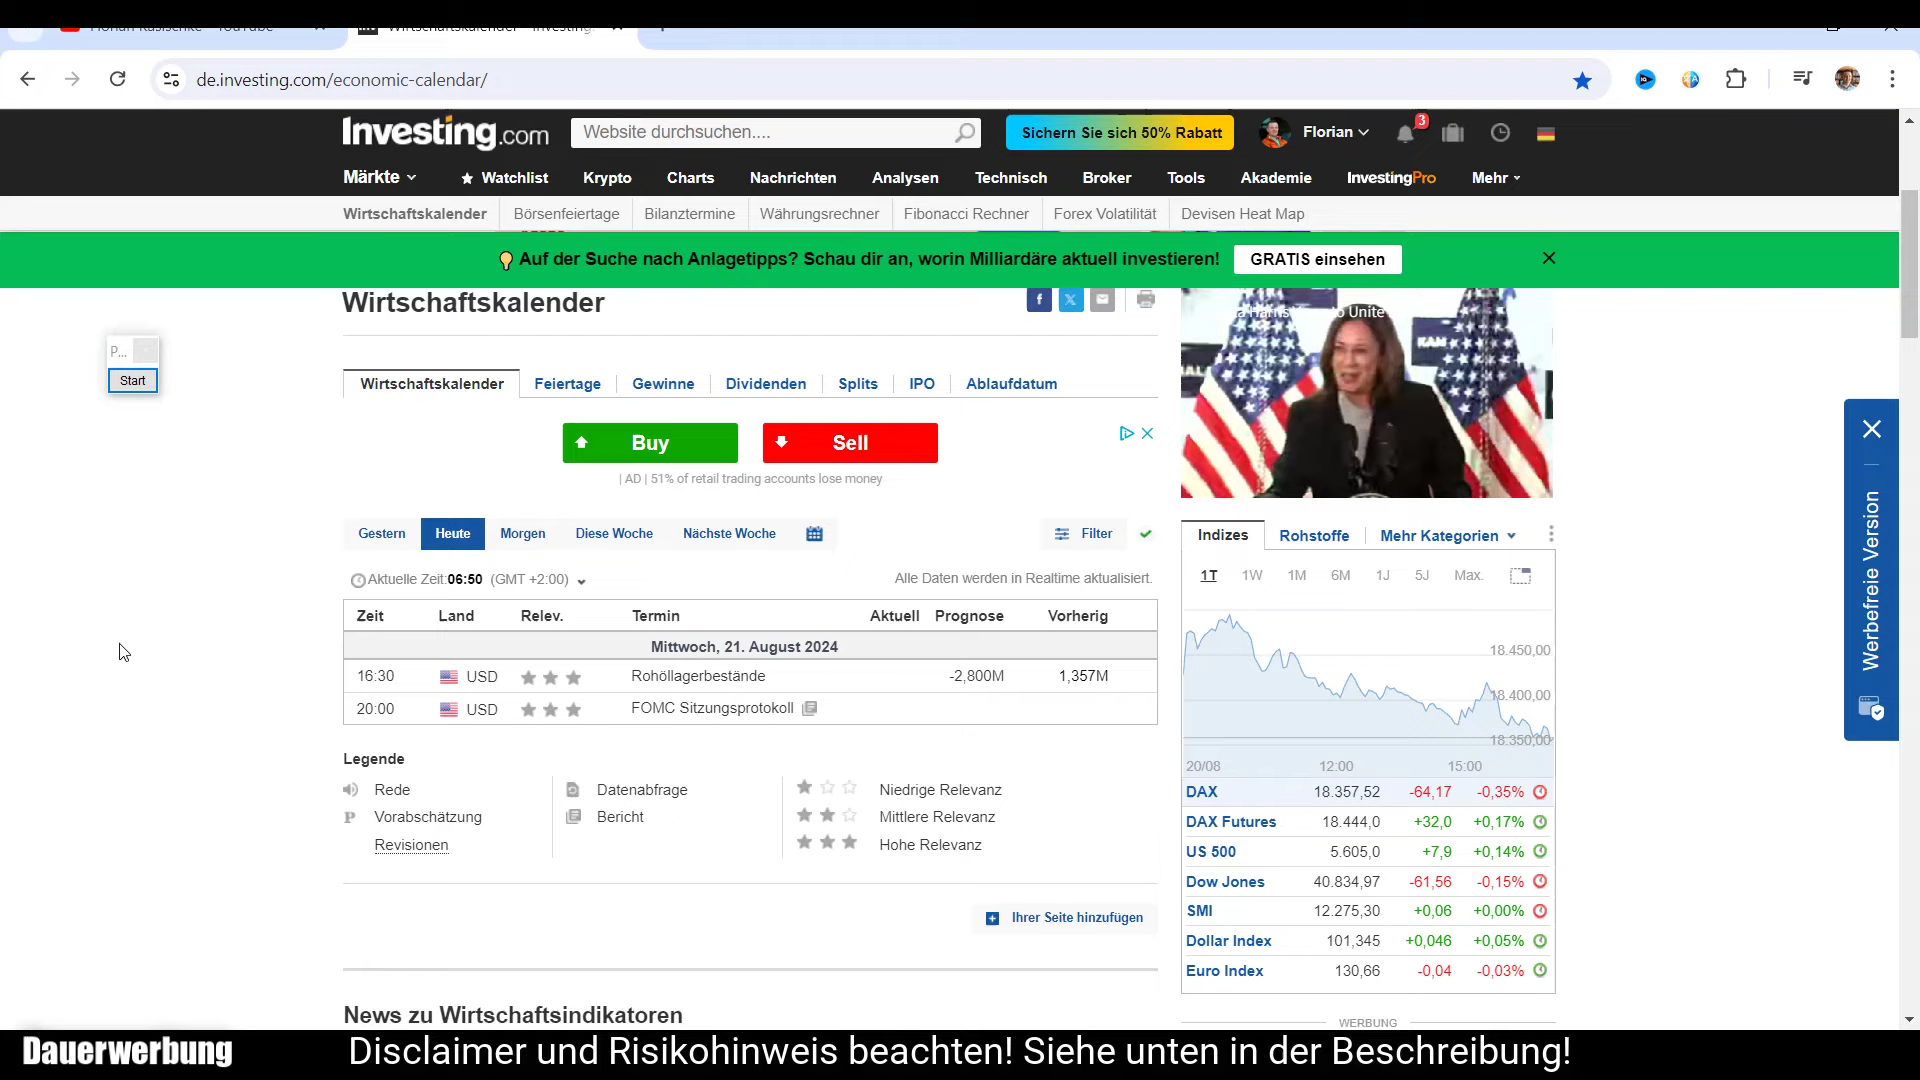 Florian Kasischke - YouTube
Wirtschaftskalender - Investing
de.investing.com/economic-calendar/
Investing.com
Website durchsuchen....
Sichern Sie sich 50% Rabatt
Florian
3
Märkte
Watchlist
Krypto
Charts
Nachrichten
Analysen
Technisch
Broker
Tools
Akademie
InvestingPro
Mehr
Wirtschaftskalender
Börsenfeiertage
Bilanztermine
Währungsrechner
Fibonacci Rechner
Forex Volatilität
Devisen Heat Map
Auf der Suche nach Anlagetipps? Schau dir an, worin Milliardäre aktuell investieren!
GRATIS einsehen
Wirtschaftskalender
P...
Start
Wirtschaftskalender
Feiertage
Gewinne
Dividenden
Splits
IPO
Ablaufdatum
Buy
Sell
| AD | 51% of retail trading accounts lose money
Gestern
Heute
Morgen
Diese Woche
Nächste Woche
Filter
Aktuelle Zeit:06:50 (GMT +2:00)
Alle Daten werden in Realtime aktualisiert.
Zeit Land Relev. Termin Aktuell Prognose Vorherig
Mittwoch, 21. August 2024
16:30 USD Rohöllagerbestände -2,800M 1,357M
20:00 USD FOMC Sitzungsprotokoll
Legende
Rede
P Vorabschätzung
Revisionen
Datenabfrage
Bericht
Niedrige Relevanz
Mittlere Relevanz
Hohe Relevanz
Ihrer Seite hinzufügen
News zu Wirtschaftsindikatoren
to Unite
Indizes
Rohstoffe
Mehr Kategorien
1T 1W 1M 6M 1J 5J Max.
18.450,00
18.400,00
18.350,00
20/08 12:00 15:00
DAX 18.357,52 -64,17 -0,35%
DAX Futures 18.444,0 +32,0 +0,17%
US 500 5.605,0 +7,9 +0,14%
Dow Jones 40.834,97 -61,56 -0,15%
SMI 12.275,30 +0,06 +0,00%
Dollar Index 101,345 +0,046 +0,05%
Euro Index 130,66 -0,04 -0,03%
WERBUNG
Werbefreie Version
Dauerwerbung
Disclaimer und Risikohinweis beachten! Siehe unten in der Beschreibung!